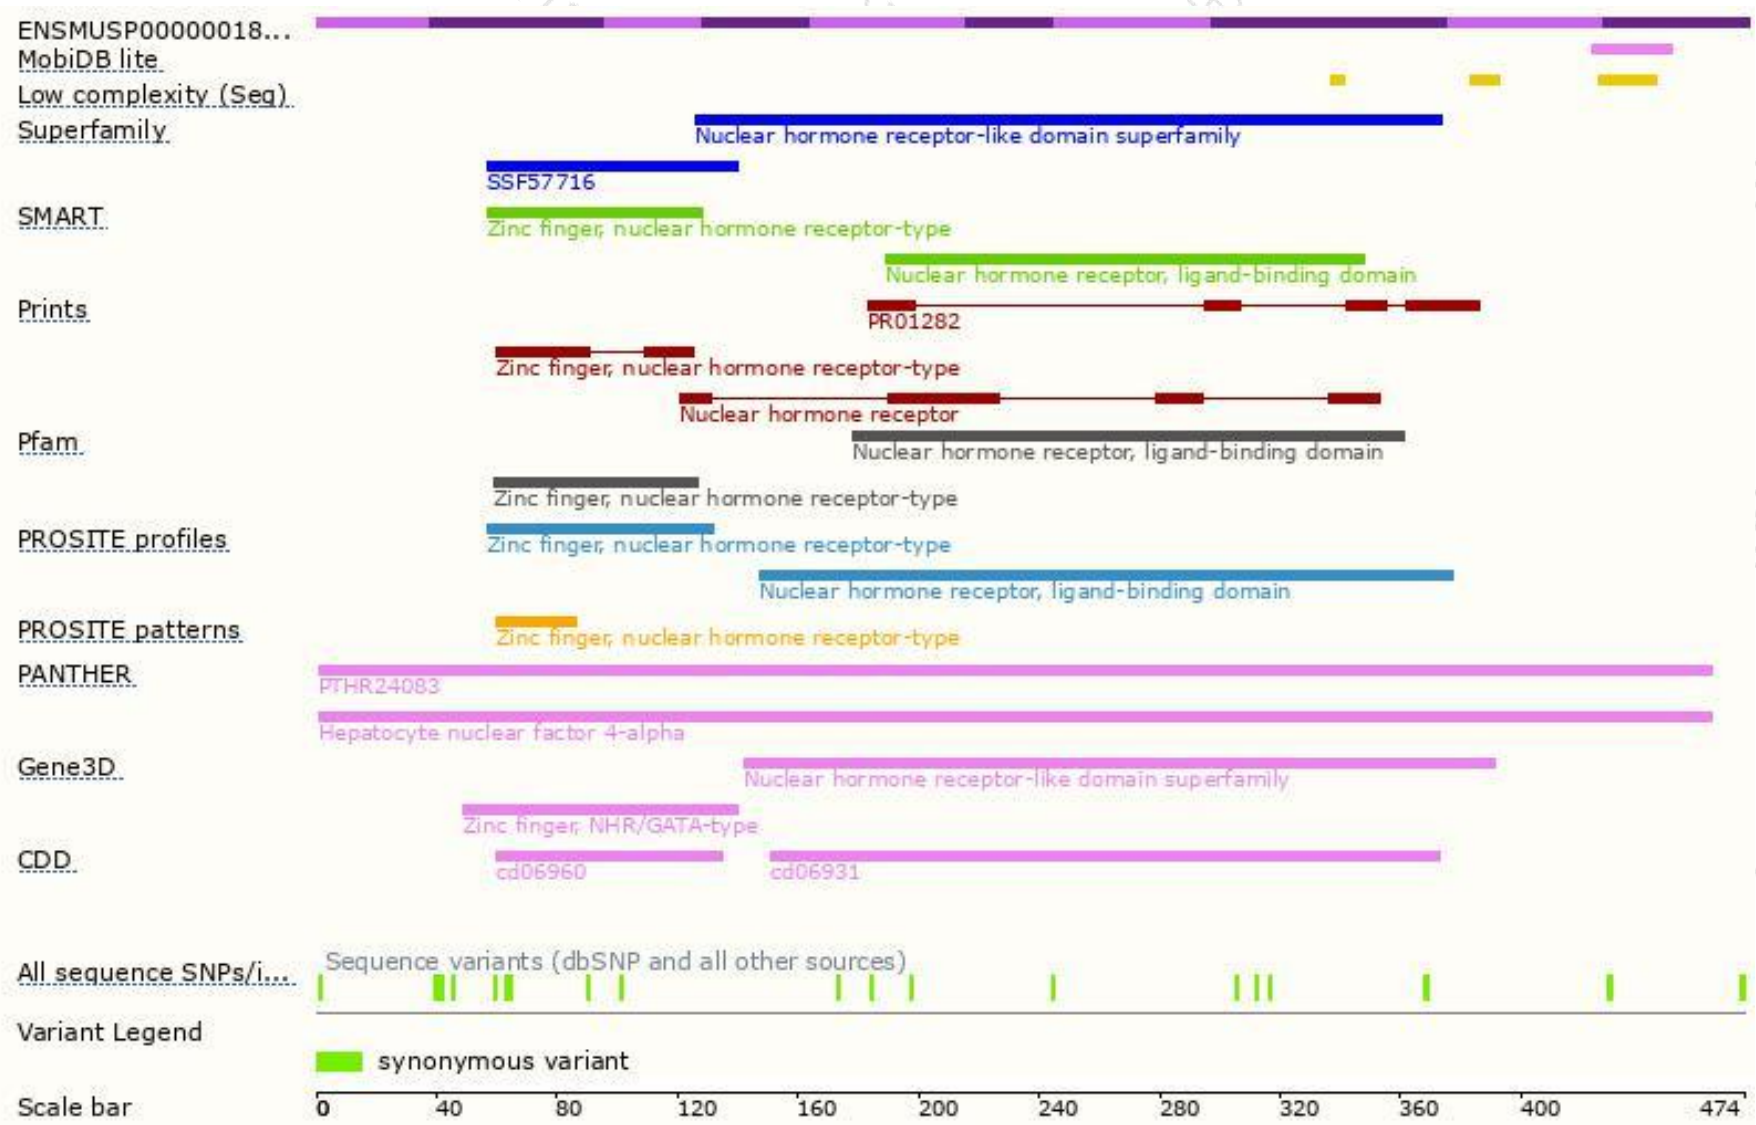 ENSMUSP00000018...
MobiDB lite
Low complexity (Seg)
Superfamily
Nuclear hormone receptor-like domain superfamily
SSF57716
SMART
Zinc finger, nuclear hormone receptor-type
Nuclear hormone receptor, ligand-binding domain
Prints
PR01282
Zinc finger, nuclear hormone receptor-type
Nuclear hormone receptor
Pfam
Nuclear hormone receptor, ligand-binding domain
Zinc finger, nuclear hormone receptor-type
PROSITE profiles
Zinc finger, nuclear hormone receptor-type
Nuclear hormone receptor, ligand-binding domain
PROSITE patterns
Zinc finger, nuclear hormone receptor-type
PANTHER
PTHR24083
Hepatocyte nuclear factor 4-alpha
Gene3D
Nuclear hormone receptor-like domain superfamily
Zinc finger, NHR/GATA-type
CDD
cd06960 cd06931
Sequence variants (dbSNP and all other sources)
All sequence SNPs/i...
Variant Legend
synonymous variant
Scale bar 0 40 80 120 160 200 240 280 320 360 400 474